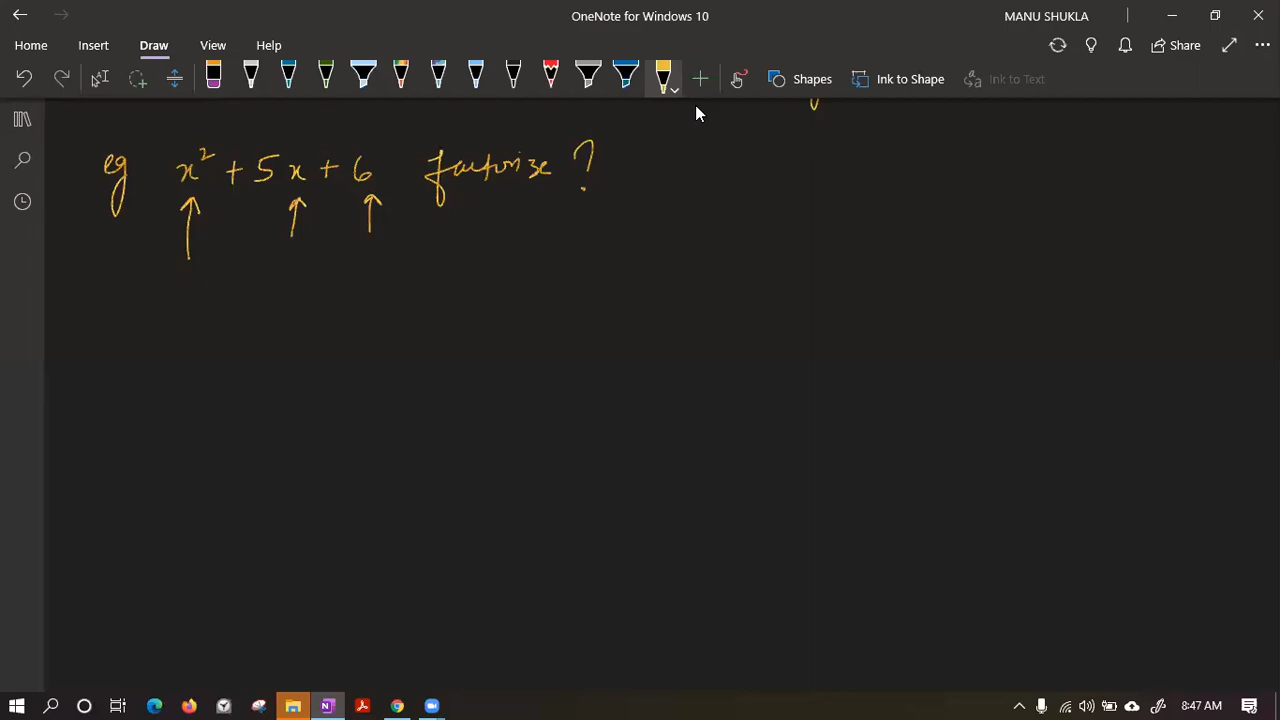 OneNote for Windows 10
MANU SHUKLA
Home Insert Draw View Help
Share
Shapes
Ink to Shape
Ink to Text
eg x² + 5x + 6 factorize ?
8:47 AM